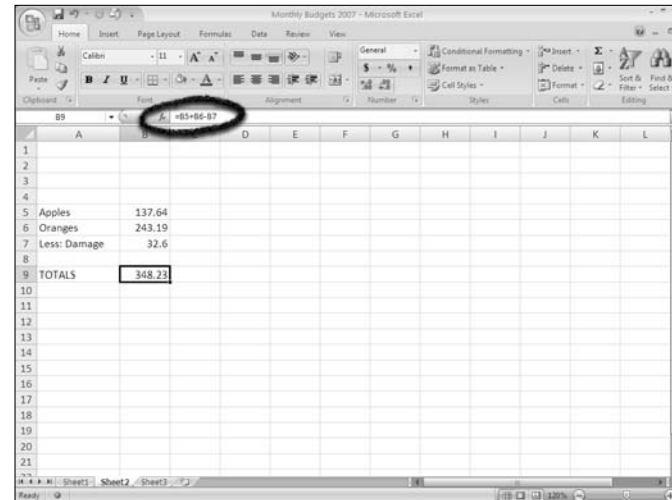 Monthly Budgets 2007 - Microsoft Excel
Home Insert Page Layout Formulas Data Review View
Paste
Calibri 11 A A
B I U A
General
$ % ,
Conditional Formatting
Format as Table
Cell Styles
Insert
Delete
Format
Σ
Sort & Filter
Find & Select
Clipboard Font Alignment Number Styles Cells Editing
B9 fx =B5+B6-B7
A B D E F G H I J K L
1
2
3
4
5 Apples 137.64
6 Oranges 243.19
7 Less: Damage 32.6
8
9 TOTALS 348.23
10
11
12
13
14
15
16
17
18
19
20
21
Sheet1 Sheet2 Sheet3
Ready 120%